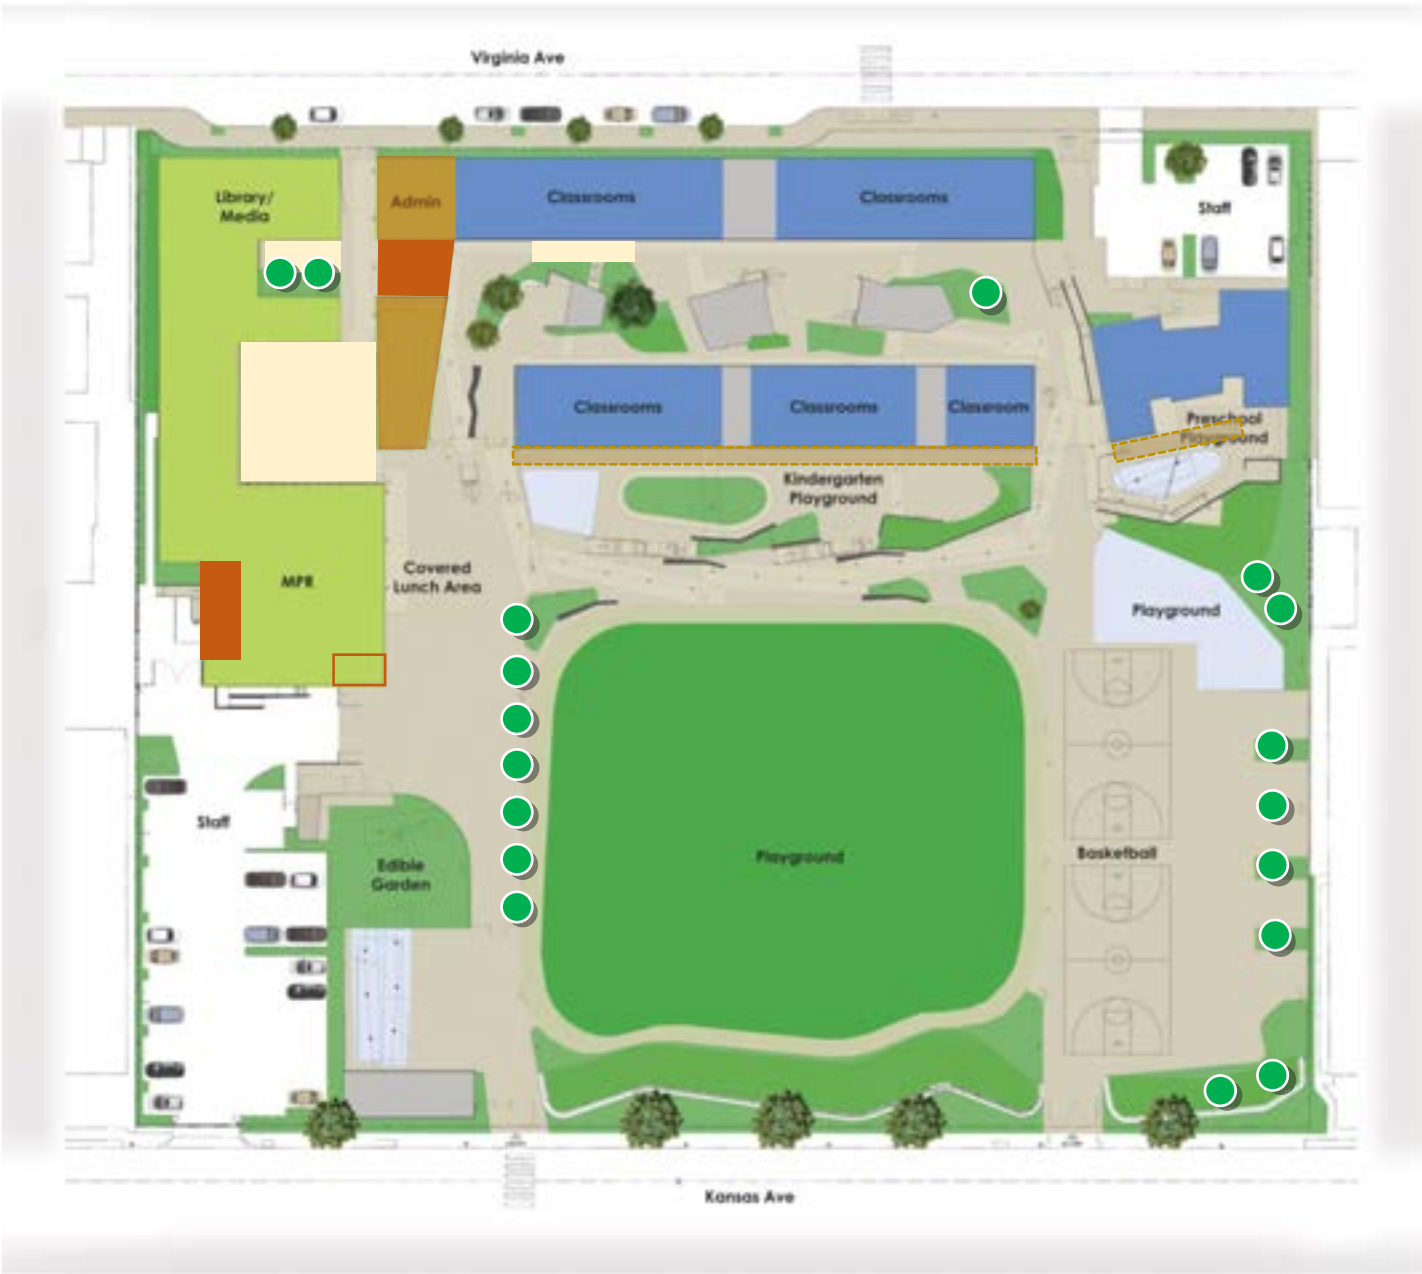 Virginia Ave
Library/
Media
Admin
Classrooms
Classrooms
Staff
Classrooms
Classrooms
Classroom
Preschool
Playground
Kindergarten
Playground
MPR
Covered
Lunch Area
Playground
Staff
Edible
Garden
Playground
Basketball
Kansas Ave